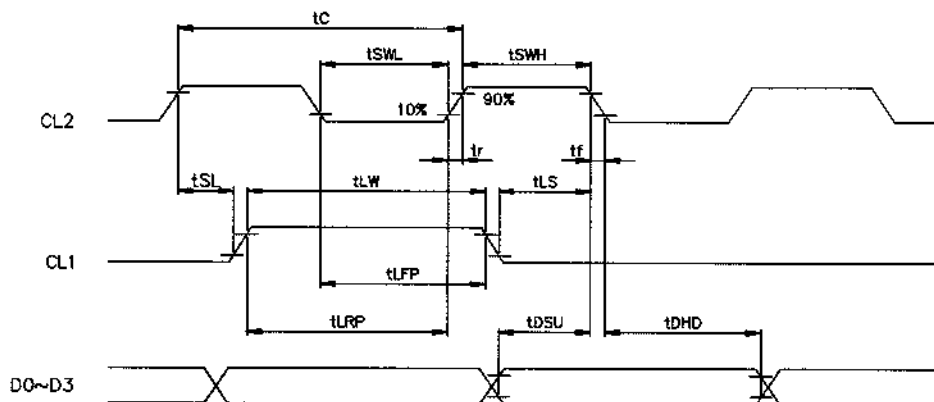 tC
tSWL
tSWH
CL2
10%
90%
tr
tf
tSL
tLW
tLS
CL1
tLFP
tLRP
tDSU
tDHD
D0~D3